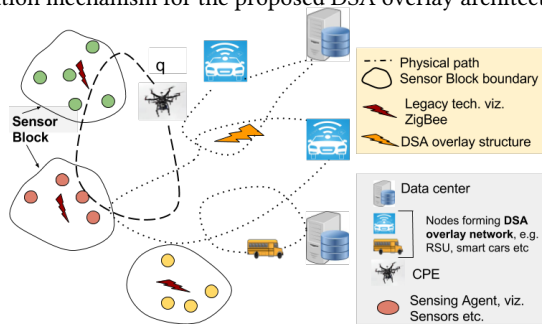 tion mechanism for the proposed DSA overlay architect
q
Sensor
Block
Physical path
Sensor Block boundary
Legacy tech. viz.
ZigBee
DSA overlay structure
Data center
Nodes forming DSA
overlay network, e.g.
RSU, smart cars etc
CPE
Sensing Agent, viz.
Sensors etc.